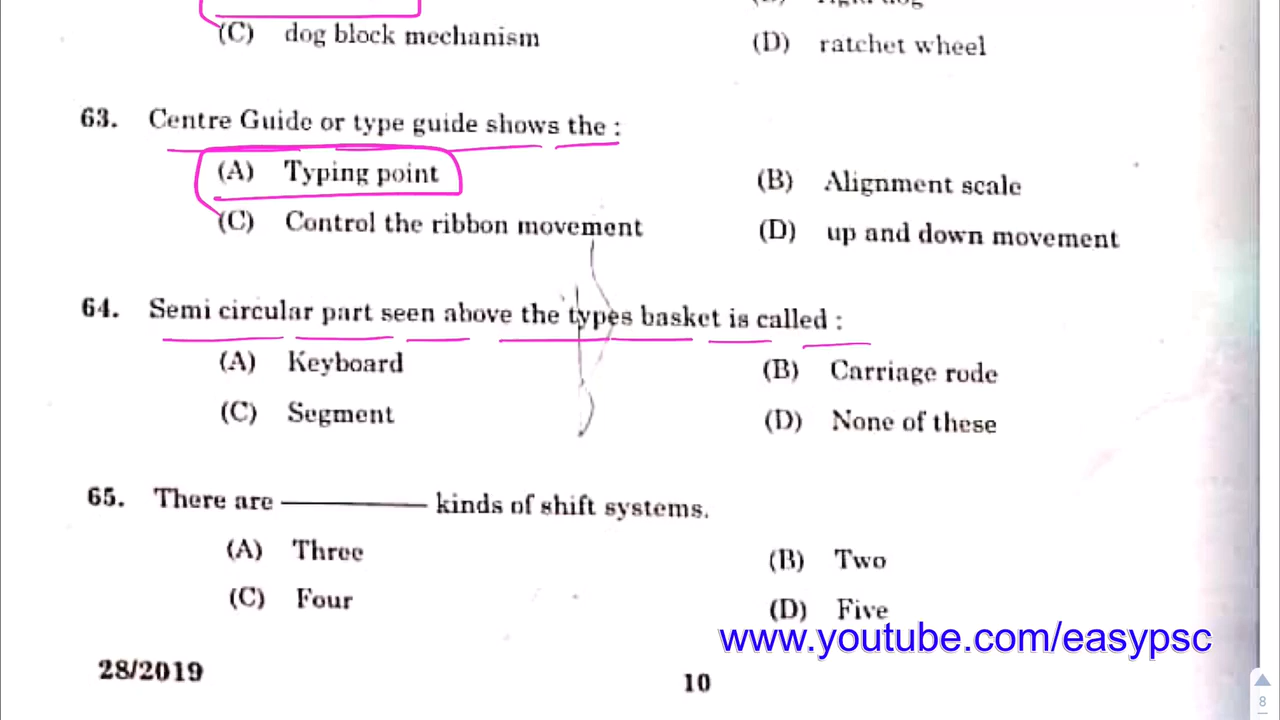 (C) dog block mechanism
(D) ratchet wheel
63. Centre Guide or type guide shows the :
(A) Typing point
(B) Alignment scale
(C) Control the ribbon movement
(D) up and down movement
64. Semi circular part seen above the types basket is called :
(A) Keyboard
(B) Carriage rode
(C) Segment
(D) None of these
65. There are ———— kinds of shift systems.
(A) Three
(B) Two
(C) Four
(D) Five
www.youtube.com/easypsc
28/2019
10
8